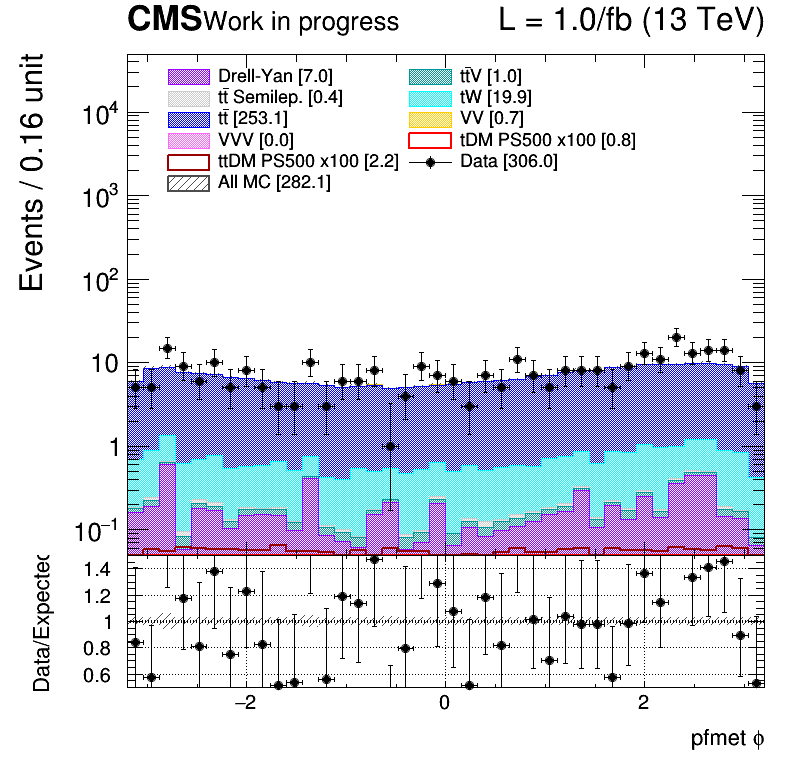 CMS Work in progress L = 1.0/fb (13 TeV)
Events / 0.16 unit
Drell-Yan [7.0] tt̄V [1.0]
tt̄ Semilep. [0.4] tW [19.9]
tt̄ [253.1] VV [0.7]
VVV [0.0] tDM PS500 x100 [0.8]
ttDM PS500 x100 [2.2] Data [306.0]
All MC [282.1]
10⁴
10³
10²
10
1
10⁻¹
Data/Expected
1.4
1.2
1
0.8
0.6
−2 0 2
pfmet ϕ